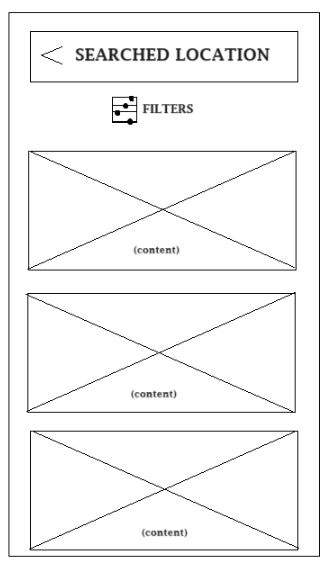 SEARCHED LOCATION
FILTERS
(content)
(content)
(content)